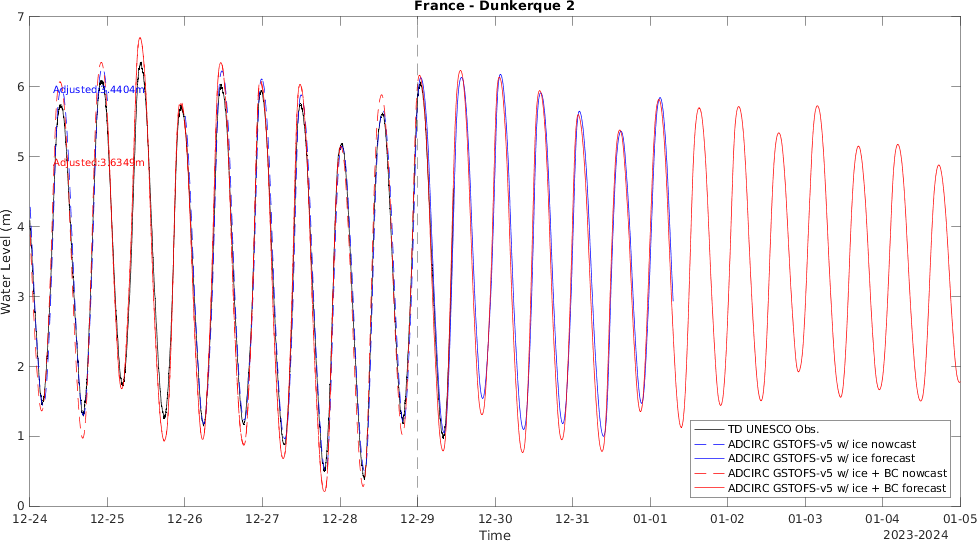 France - Dunkerque 2
7
6
5
4
3
2
1
0
Water Level (m)
Adjusted:3.4404m
Adjusted:3.6349m
TD UNESCO Obs.
ADCIRC GSTOFS-v5 w/ ice nowcast
ADCIRC GSTOFS-v5 w/ ice forecast
ADCIRC GSTOFS-v5 w/ ice + BC nowcast
ADCIRC GSTOFS-v5 w/ ice + BC forecast
12-24 12-25 12-26 12-27 12-28 12-29 12-30 12-31 01-01 01-02 01-03 01-04 01-05
Time
2023-2024